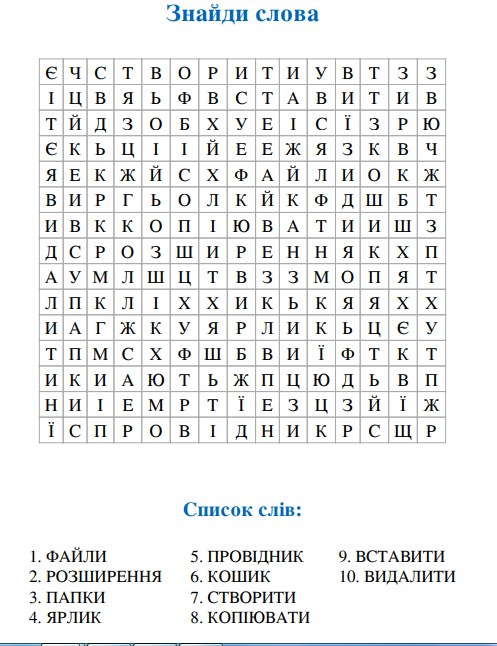 Знайди слова
Є Ч С Т В О Р И Т И У В Т З З
І Ц В Я Ь Ф В С Т А В И Т И В
Т Й Д З О Б Х У Е І С Ї З Р Ю
Є К Ь Ц І І Й Е Е Ж Я З К В Ч
Я Е К Ж Й С Х Ф А Й Л И О К Ж
В И Р Г Ь О Л К Й К Ф Д Ш Б Т
И В К К О П І Ю В А Т И И Ш З
Д С Р О З Ш И Р Е Н Н Я К Х П
А У М Л Ш Ц Т В З З М О П Я Т
Л П К Л І Х Х И К Ь К Я Я Х Х
И А Г Ж К У Я Р Л И К Ь Ц Є У
Т П М С Х Ф Ш Б В И Ї Ф Т К Т
И К И А Ю Т Ь Ж П Ц Ю Д Ь В П
Н И І Е М Р Т Ї Е З Ц З Й Ї Ж
Ї С П Р О В І Д Н И К Р С Щ Р
Список слів:
1. ФАЙЛИ 5. ПРОВІДНИК 9. ВСТАВИТИ
2. РОЗШИРЕННЯ 6. КОШИК 10. ВИДАЛИТИ
3. ПАПКИ 7. СТВОРИТИ
4. ЯРЛИК 8. КОПІЮВАТИ